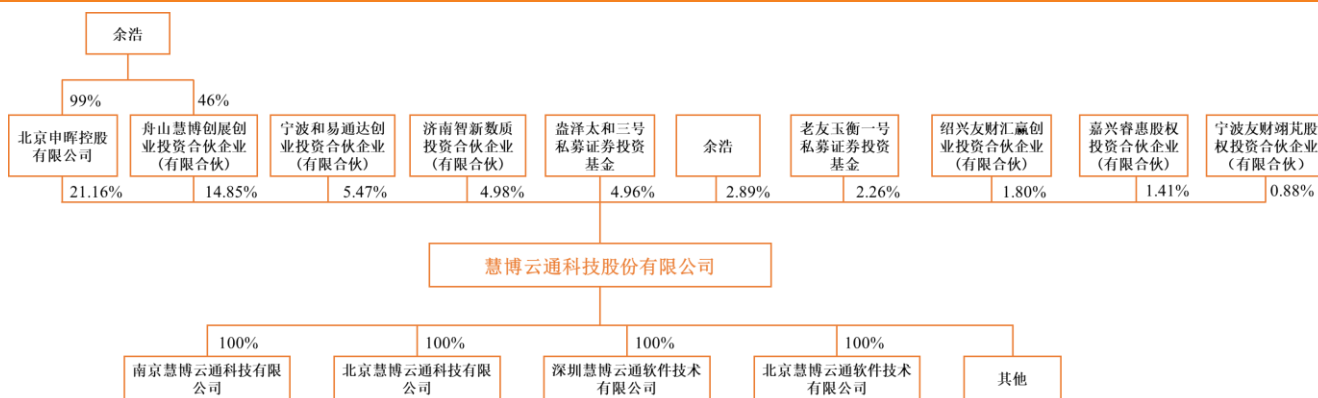 余浩
99%
46%
北京申晖控股
有限公司
舟山慧博创展创
业投资合伙企业
(有限合伙)
宁波和易通达创
业投资合伙企业
(有限合伙)
济南智新数质
投资合伙企业
(有限合伙)
盎泽太和三号
私募证券投资
基金
余浩
老友玉衡一号
私募证券投资
基金
绍兴友财汇赢创
业投资合伙企业
(有限合伙)
嘉兴睿惠股权
投资合伙企业
(有限合伙)
宁波友财翊芃股
权投资合伙企业
（有限合伙）
21.16%
14.85%
5.47%
4.98%
4.96%
2.89%
2.26%
1.80%
1.41%
0.88%
慧博云通科技股份有限公司
100%
100%
100%
100%
南京慧博云通科技有限
公司
北京慧博云通科技有限
公司
深圳慧博云通软件技术
有限公司
北京慧博云通软件技术
有限公司
其他